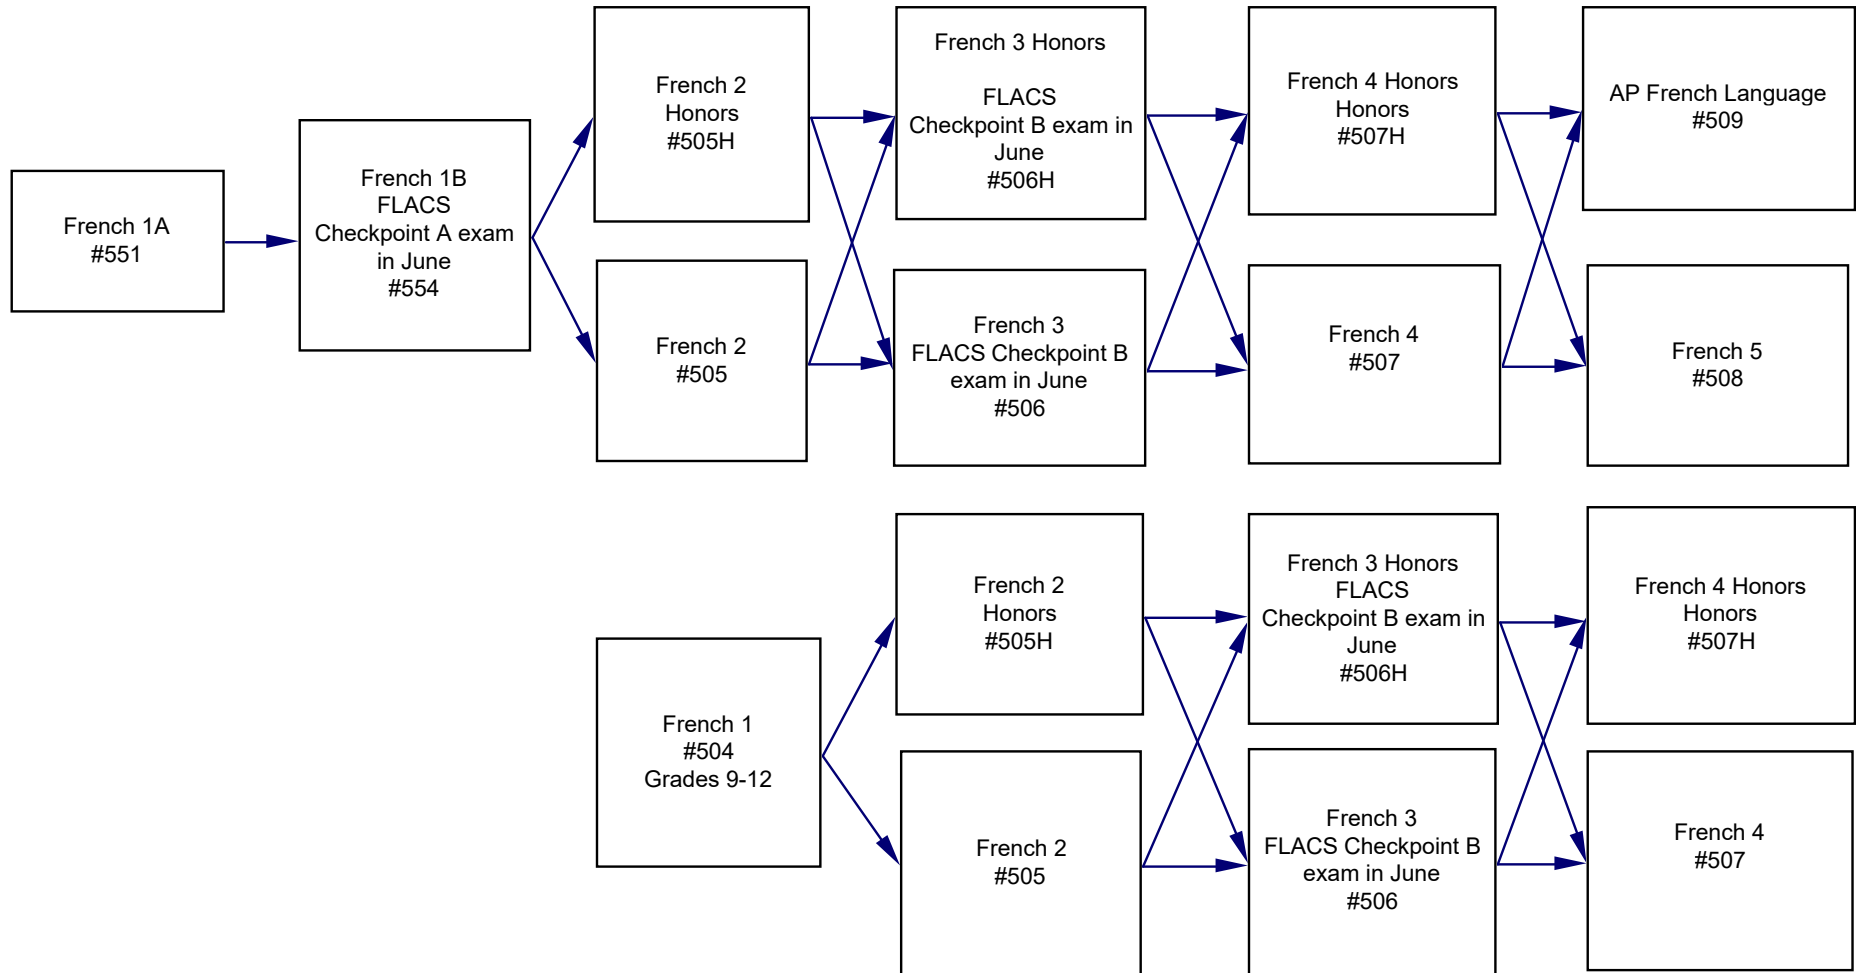 French 1A
#551
French 1B
FLACS
Checkpoint A exam
in June
#554
French 2
Honors
#505H
French 2
#505
French 3 Honors
FLACS
Checkpoint B exam in
June
#506H
French 3
FLACS Checkpoint B
exam in June
#506
French 4 Honors
Honors
#507H
French 4
#507
AP French Language
#509
French 5
#508
French 1
#504
Grades 9-12
French 2
Honors
#505H
French 2
#505
French 3 Honors
FLACS
Checkpoint B exam in
June
#506H
French 3
FLACS Checkpoint B
exam in June
#506
French 4 Honors
Honors
#507H
French 4
#507